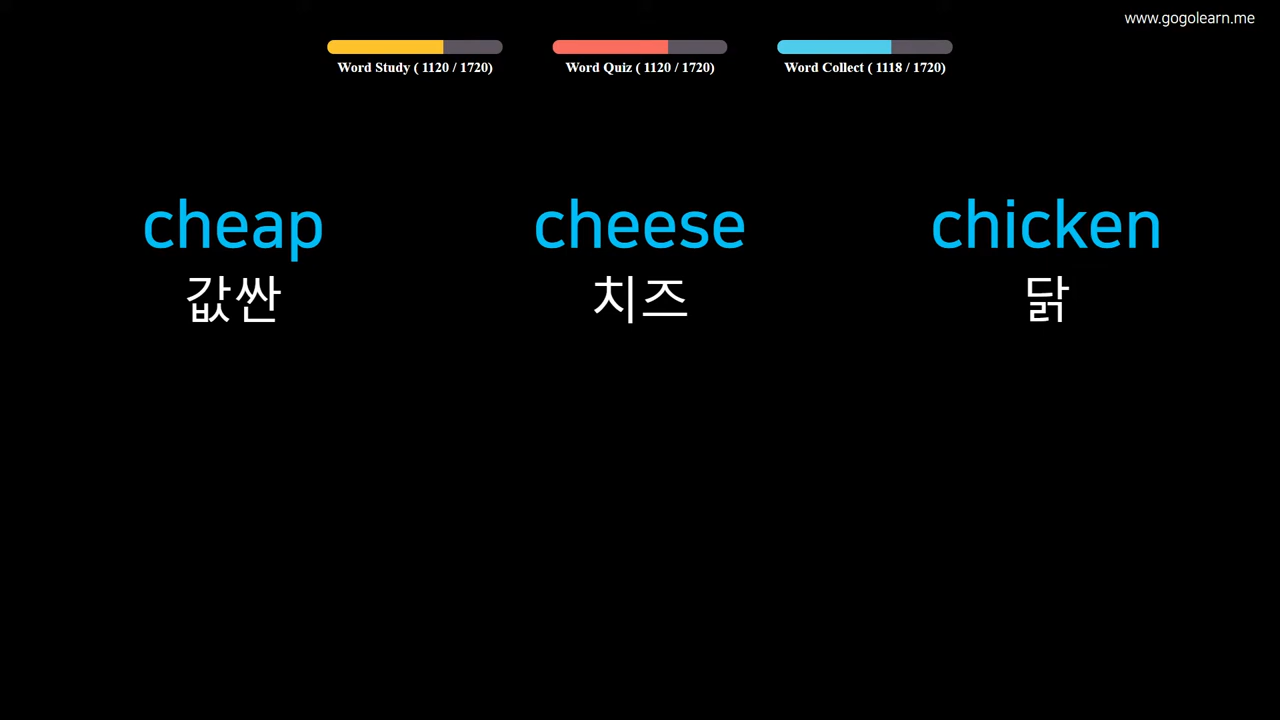 www.gogolearn.me
Word Study ( 1120 / 1720) Word Quiz ( 1120 / 1720) Word Collect ( 1118 / 1720)
cheap cheese chicken
값싼 치즈 닭